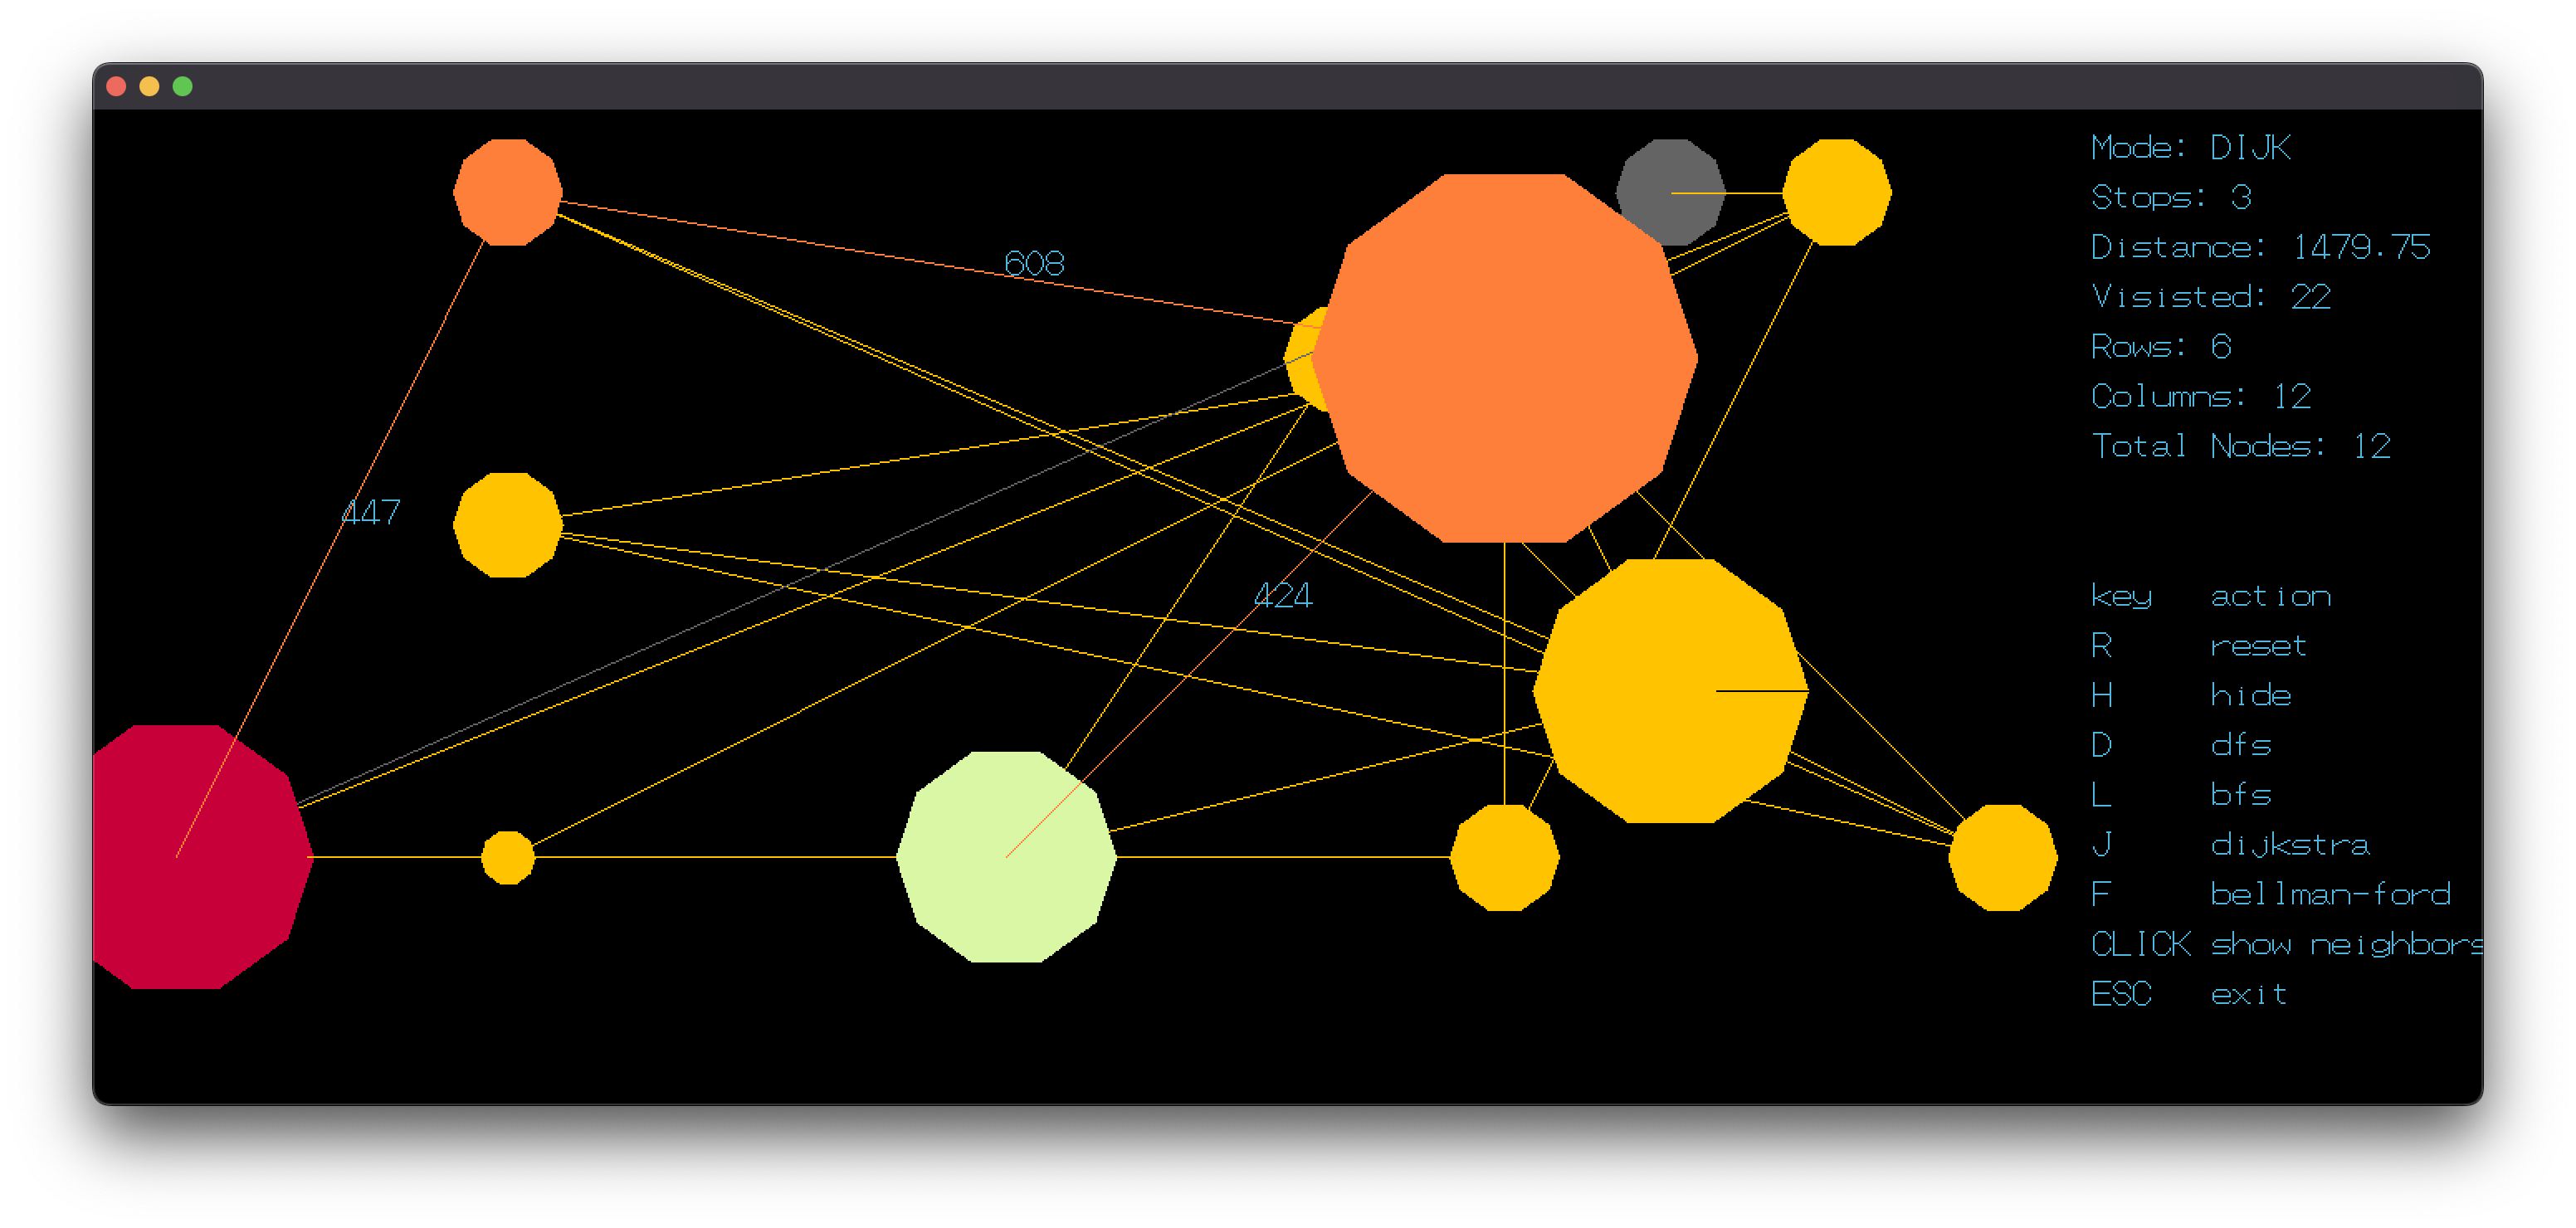 Mode: DIJK
Stops: 3
608
Distance: 1479.75
Visisted: 22
Rows: 6
Columns: 12
Total Nodes: 12
447
424
key action
R reset
H hide
D dfs
L bfs
J dijkstra
F bellman-ford
CLICK show neighbors
ESC exit